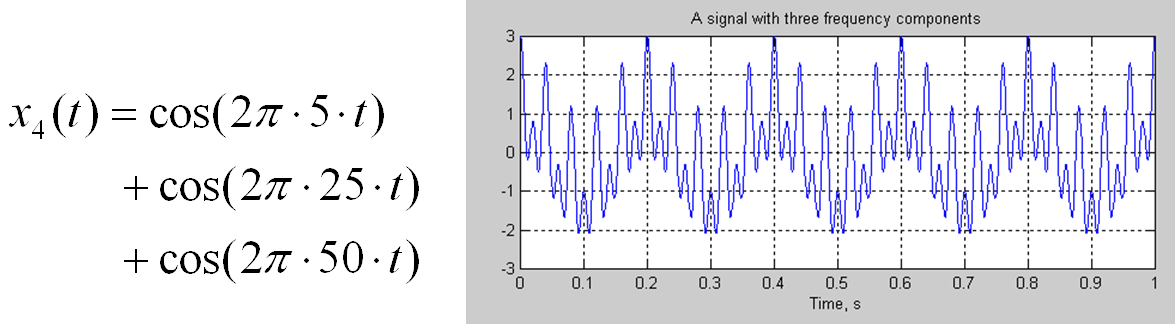 x₄(t) = cos(2π · 5 · t)
+ cos(2π · 25 · t)
+ cos(2π · 50 · t)
A signal with three frequency components
3
2
1
0
-1
-2
-3
0 0.1 0.2 0.3 0.4 0.5 0.6 0.7 0.8 0.9 1
Time, s